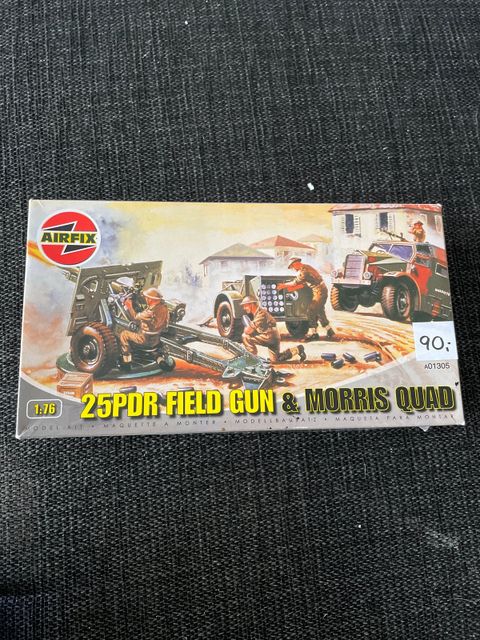 AIRFIX
90,-
A01305
1:76
25PDR FIELD GUN & MORRIS QUAD
MODEL KIT • MAQUETTE A MONTER • MODELLBAUSATZ • MAQUETA PARA MONTAR